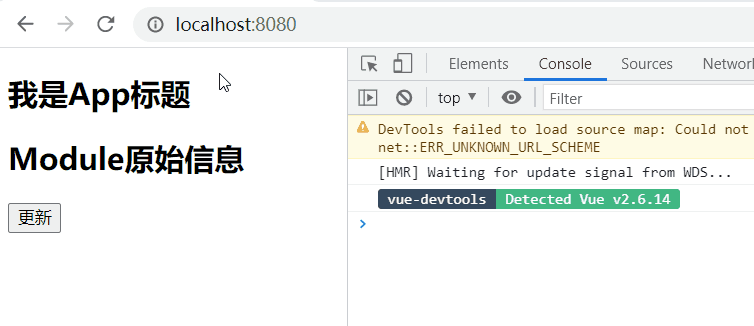 localhost:8080
我是App标题
Module原始信息
更新
Elements Console Sources Network
top Filter
DevTools failed to load source map: Could not
net::ERR_UNKNOWN_URL_SCHEME
[HMR] Waiting for update signal from WDS...
vue-devtools Detected Vue v2.6.14